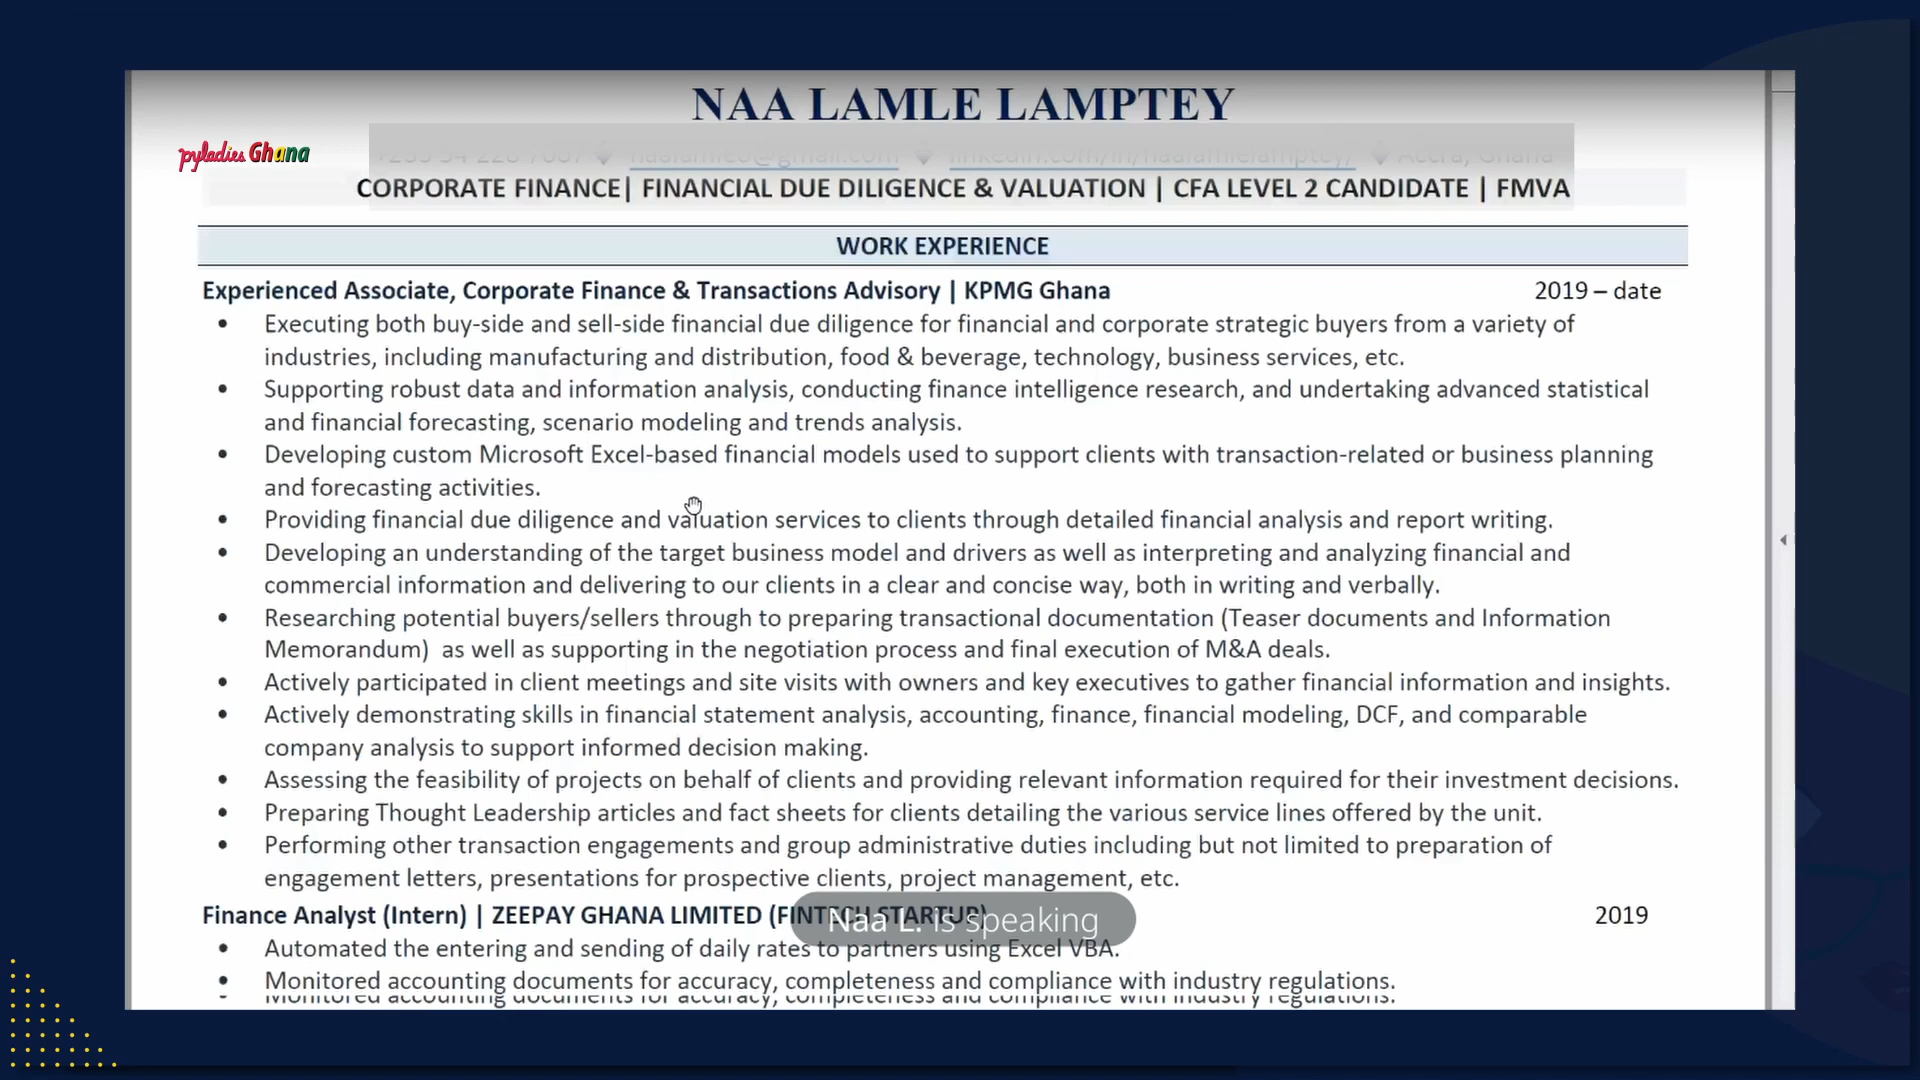 NAA LAMLE LAMPTEY
pyladies Ghana
CORPORATE FINANCE| FINANCIAL DUE DILIGENCE & VALUATION | CFA LEVEL 2 CANDIDATE | FMVA
WORK EXPERIENCE
Experienced Associate, Corporate Finance & Transactions Advisory | KPMG Ghana 2019 – date
• Executing both buy-side and sell-side financial due diligence for financial and corporate strategic buyers from a variety of
industries, including manufacturing and distribution, food & beverage, technology, business services, etc.
• Supporting robust data and information analysis, conducting finance intelligence research, and undertaking advanced statistical
and financial forecasting, scenario modeling and trends analysis.
• Developing custom Microsoft Excel-based financial models used to support clients with transaction-related or business planning
and forecasting activities.
• Providing financial due diligence and valuation services to clients through detailed financial analysis and report writing.
• Developing an understanding of the target business model and drivers as well as interpreting and analyzing financial and
commercial information and delivering to our clients in a clear and concise way, both in writing and verbally.
• Researching potential buyers/sellers through to preparing transactional documentation (Teaser documents and Information
Memorandum) as well as supporting in the negotiation process and final execution of M&A deals.
• Actively participated in client meetings and site visits with owners and key executives to gather financial information and insights.
• Actively demonstrating skills in financial statement analysis, accounting, finance, financial modeling, DCF, and comparable
company analysis to support informed decision making.
• Assessing the feasibility of projects on behalf of clients and providing relevant information required for their investment decisions.
• Preparing Thought Leadership articles and fact sheets for clients detailing the various service lines offered by the unit.
• Performing other transaction engagements and group administrative duties including but not limited to preparation of
engagement letters, presentations for prospective clients, project management, etc.
Finance Analyst (Intern) | ZEEPAY GHANA LIMITED (FINTECH STARTUP) 2019
Naa L. is speaking
• Automated the entering and sending of daily rates to partners using Excel VBA.
• Monitored accounting documents for accuracy, completeness and compliance with industry regulations.